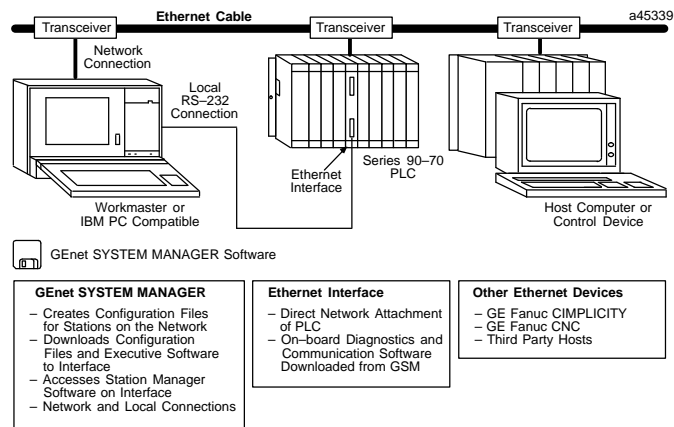 Ethernet Cable
a45339
Transceiver
Transceiver
Transceiver
Network
Connection
Local
RS–232
Connection
Ethernet
Interface
Series 90–70
PLC
Workmaster or
IBM PC Compatible
Host Computer or
Control Device
GEnet SYSTEM MANAGER Software
GEnet SYSTEM MANAGER
– Creates Configuration Files
for Stations on the Network
– Downloads Configuration
Files and Executive Software
to Interface
– Accesses Station Manager
Software on Interface
– Network and Local Connections
Ethernet Interface
– Direct Network Attachment
of PLC
– On–board Diagnostics and
Communication Software
Downloaded from GSM
Other Ethernet Devices
– GE Fanuc CIMPLICITY
– GE Fanuc CNC
– Third Party Hosts